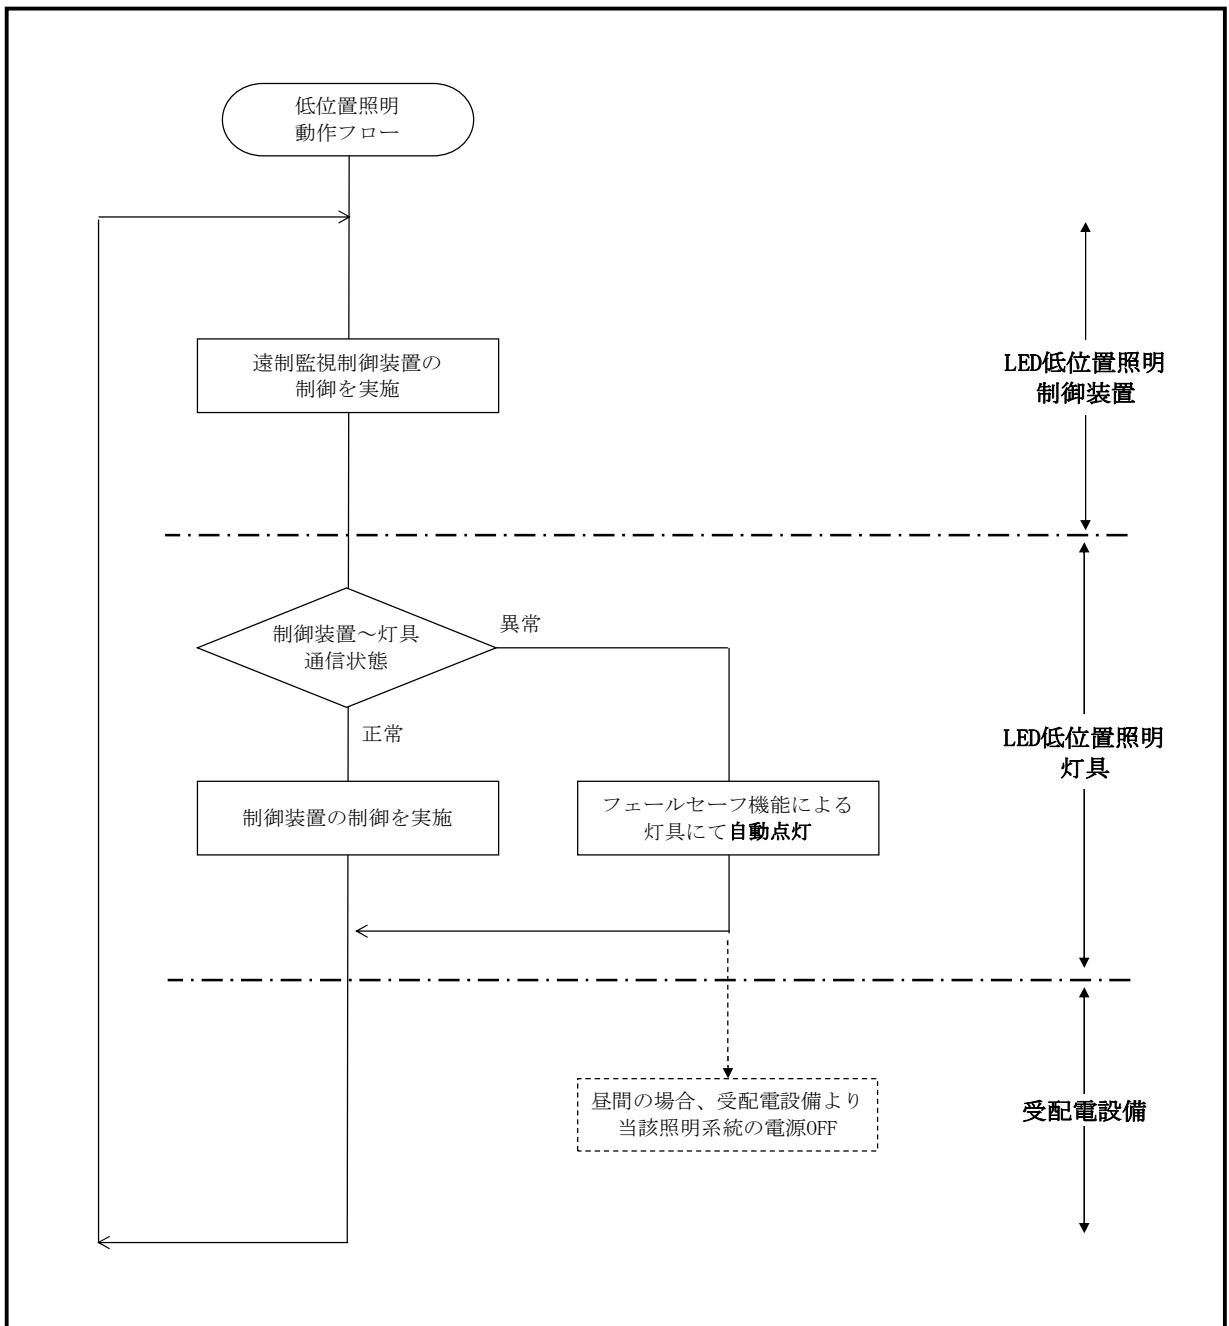 低位置照明
動作フロー
遠制監視制御装置の
制御を実施
LED低位置照明
制御装置
制御装置～灯具
通信状態
異常
正常
LED低位置照明
灯具
制御装置の制御を実施
フェールセーフ機能による
灯具にて自動点灯
昼間の場合、受配電設備より
当該照明系統の電源OFF
受配電設備